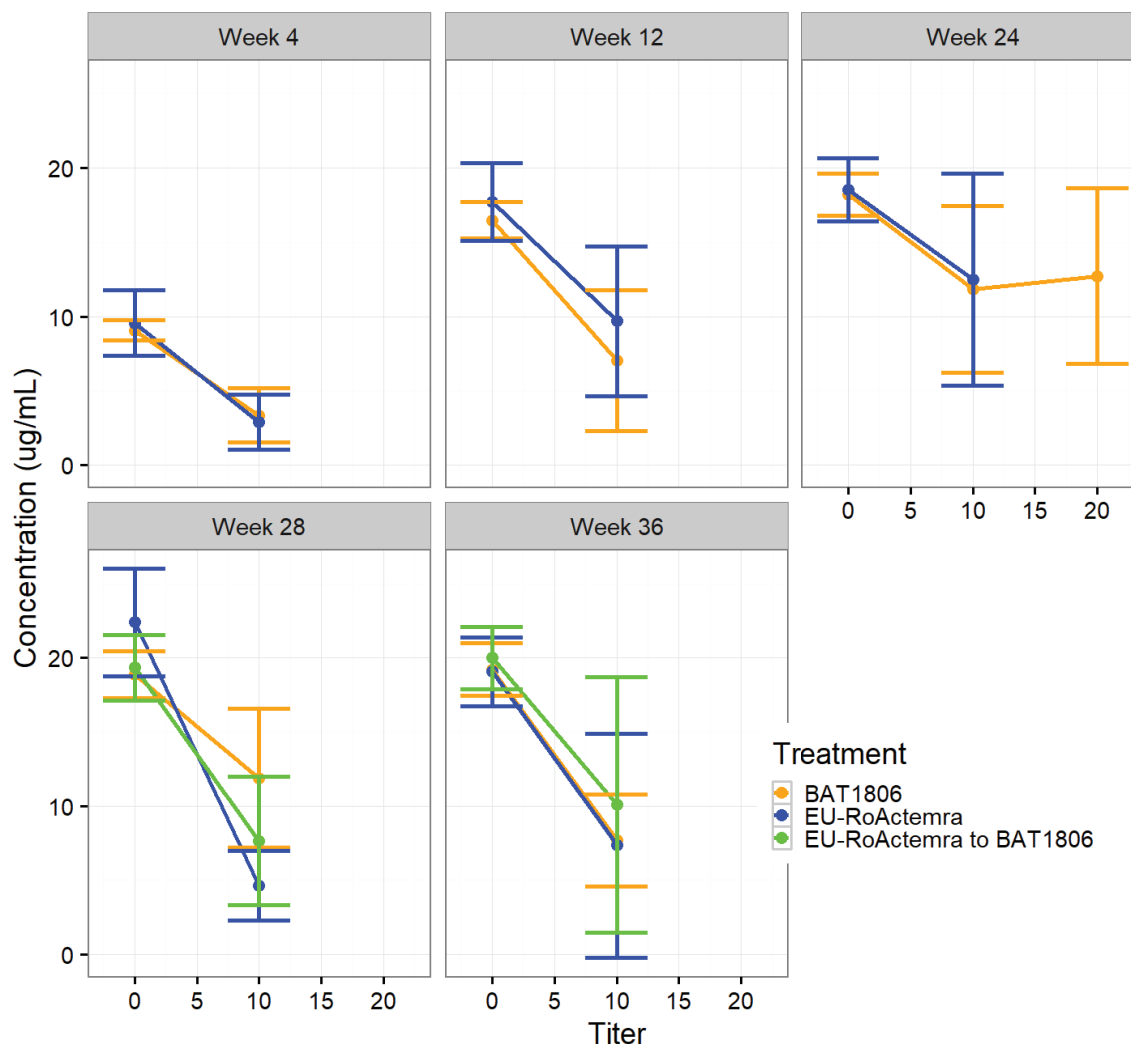 Week 4
Week 12
Week 24
20
10
0
0 5 10 15 20
Week 28
Week 36
20
10
0
0 5 10 15 20
0 5 10 15 20
Concentration (ug/mL)
Titer
Treatment
BAT1806
EU-RoActemra
EU-RoActemra to BAT1806